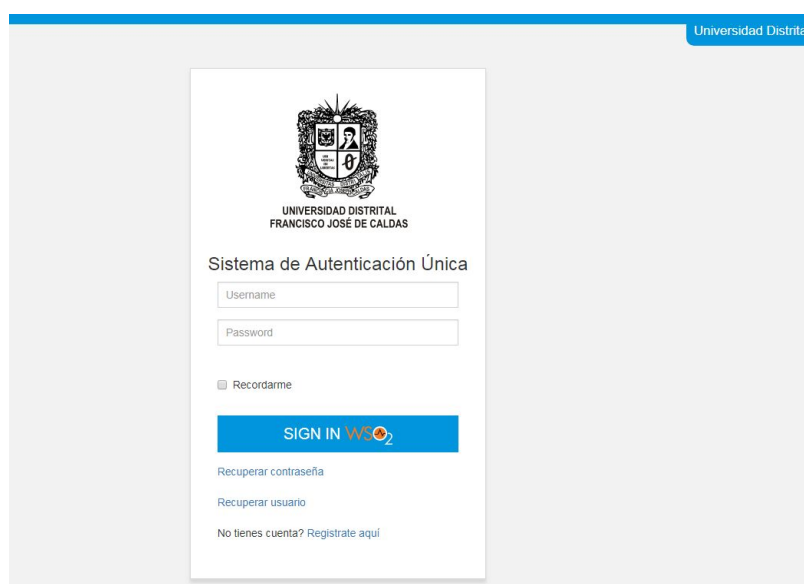 Universidad Distrita
UNIVERSIDAD DISTRITAL
FRANCISCO JOSÉ DE CALDAS
Sistema de Autenticación Única
Username
Password
Recordarme
SIGN IN WSO2
Recuperar contraseña
Recuperar usuario
No tienes cuenta? Registrate aquí